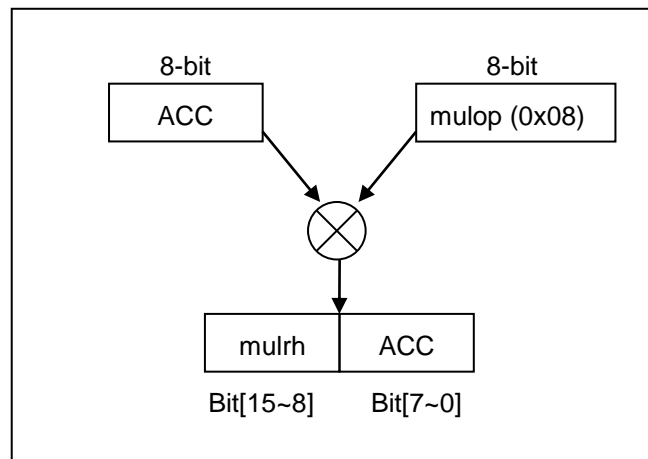 8-bit 8-bit
ACC mulop (0x08)
mulrh ACC
Bit[15~8] Bit[7~0]